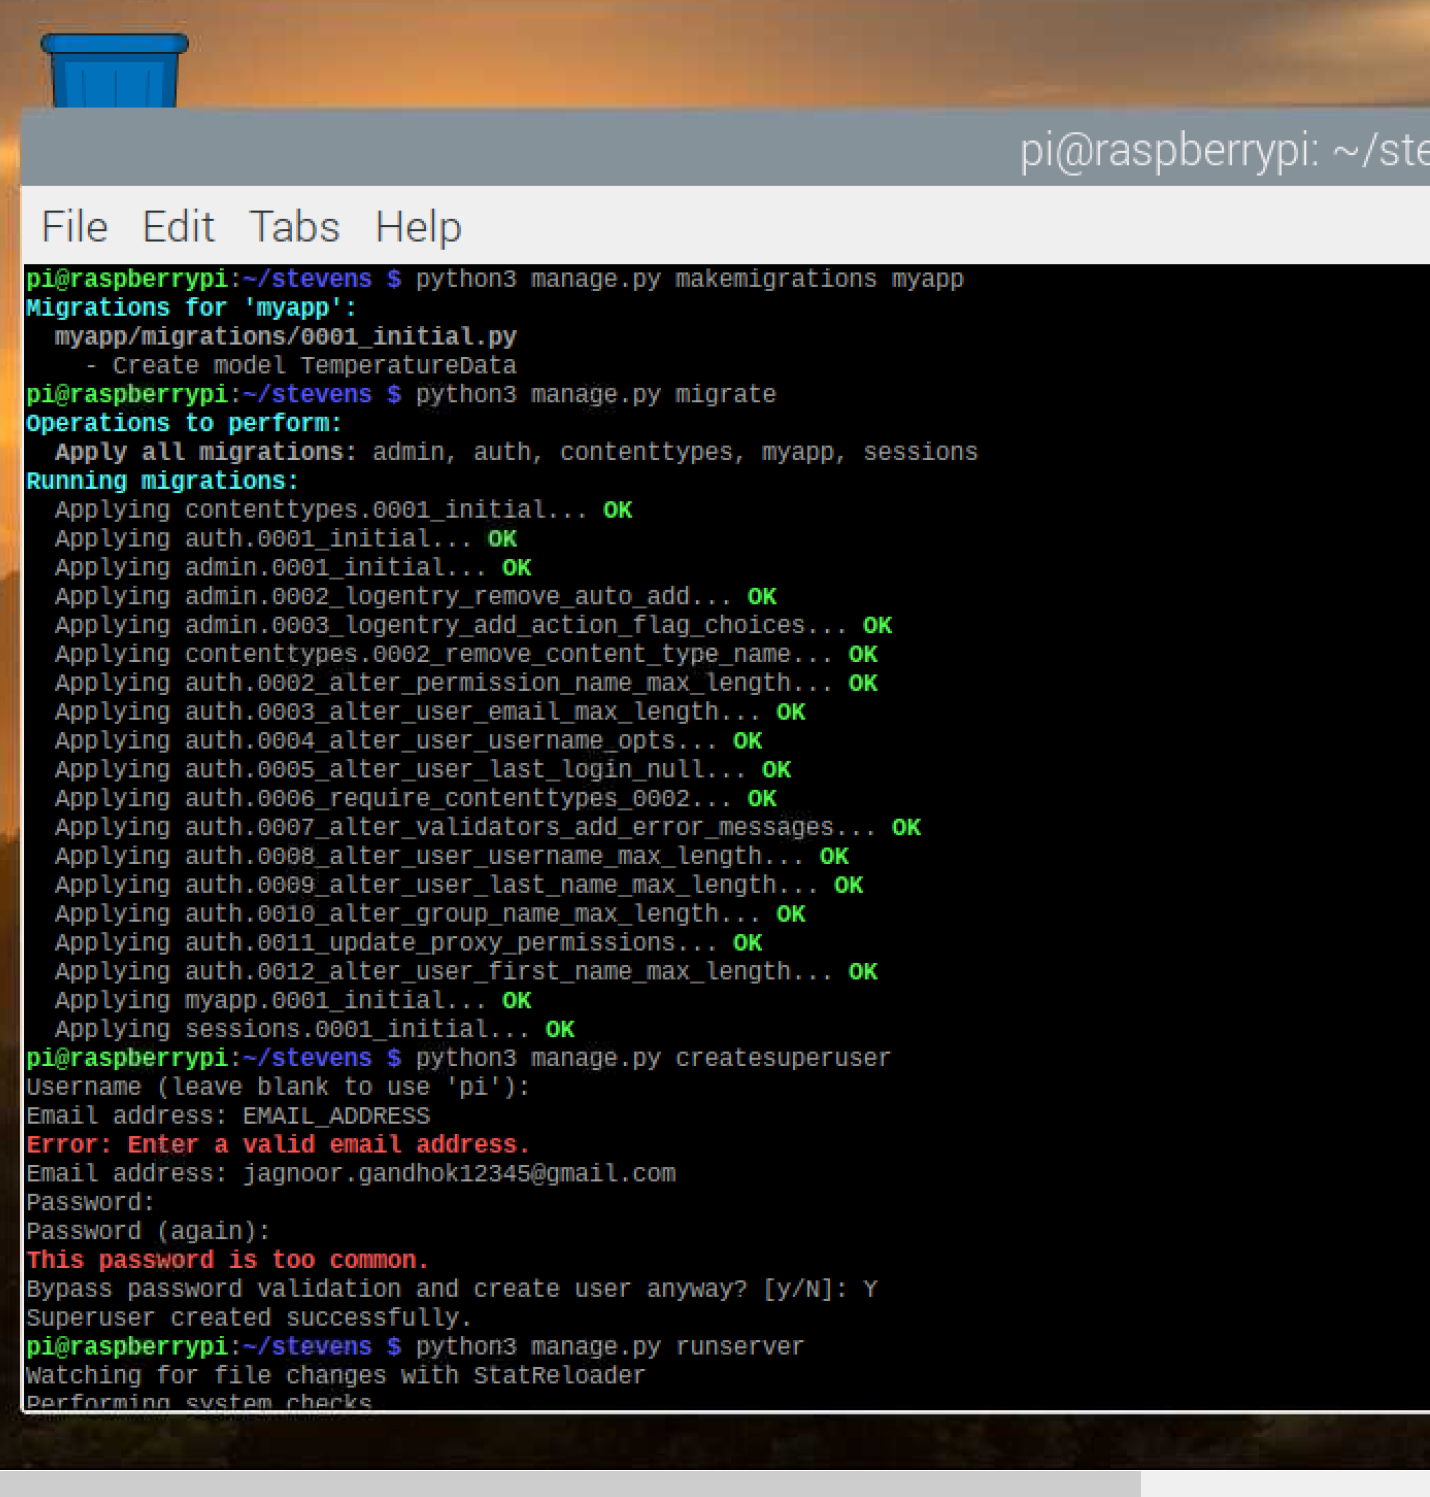 pi@raspberrypi: ~/ste
File Edit Tabs Help
pi@raspberrypi:~/stevens $ python3 manage.py makemigrations myapp
Migrations for 'myapp':
  myapp/migrations/0001_initial.py
    - Create model TemperatureData
pi@raspberrypi:~/stevens $ python3 manage.py migrate
Operations to perform:
  Apply all migrations: admin, auth, contenttypes, myapp, sessions
Running migrations:
  Applying contenttypes.0001_initial... OK
  Applying auth.0001_initial... OK
  Applying admin.0001_initial... OK
  Applying admin.0002_logentry_remove_auto_add... OK
  Applying admin.0003_logentry_add_action_flag_choices... OK
  Applying contenttypes.0002_remove_content_type_name... OK
  Applying auth.0002_alter_permission_name_max_length... OK
  Applying auth.0003_alter_user_email_max_length... OK
  Applying auth.0004_alter_user_username_opts... OK
  Applying auth.0005_alter_user_last_login_null... OK
  Applying auth.0006_require_contenttypes_0002... OK
  Applying auth.0007_alter_validators_add_error_messages... OK
  Applying auth.0008_alter_user_username_max_length... OK
  Applying auth.0009_alter_user_last_name_max_length... OK
  Applying auth.0010_alter_group_name_max_length... OK
  Applying auth.0011_update_proxy_permissions... OK
  Applying auth.0012_alter_user_first_name_max_length... OK
  Applying myapp.0001_initial... OK
  Applying sessions.0001_initial... OK
pi@raspberrypi:~/stevens $ python3 manage.py createsuperuser
Username (leave blank to use 'pi'):
Email address: EMAIL_ADDRESS
Error: Enter a valid email address.
Email address: jagnoor.gandhok12345@gmail.com
Password:
Password (again):
This password is too common.
Bypass password validation and create user anyway? [y/N]: Y
Superuser created successfully.
pi@raspberrypi:~/stevens $ python3 manage.py runserver
Watching for file changes with StatReloader
Performing system checks